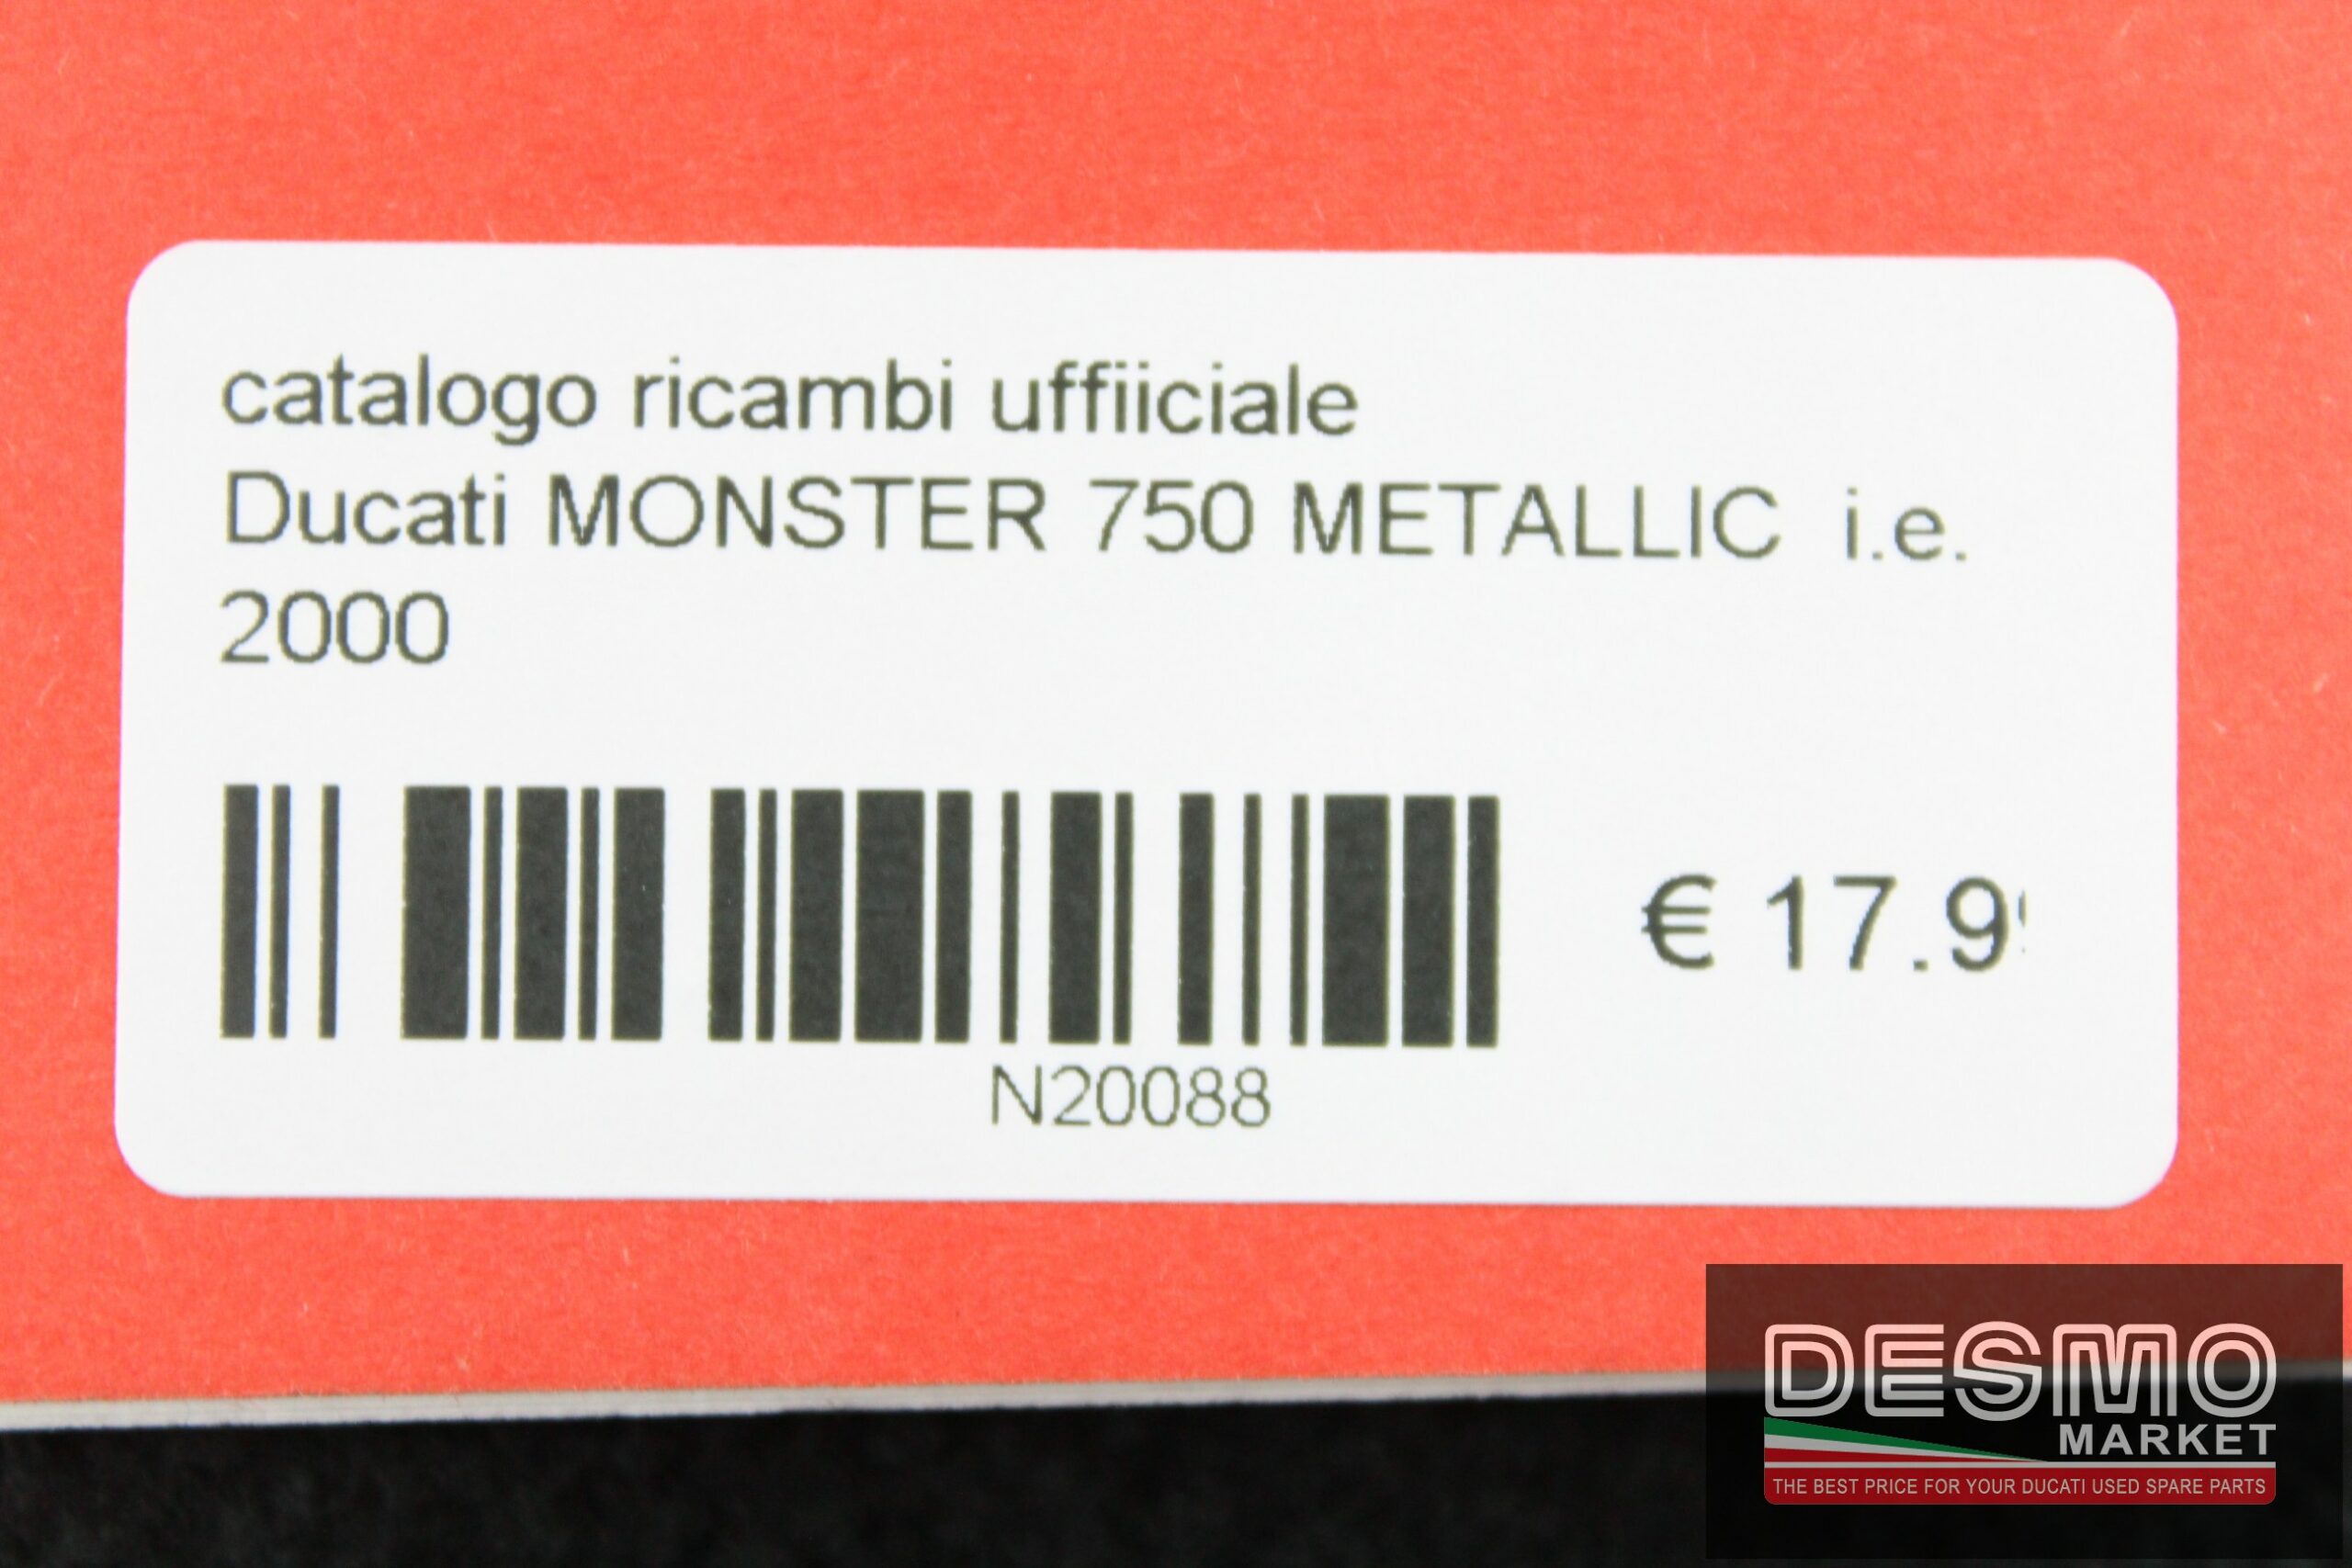 catalogo ricambi uffiiciale
Ducati MONSTER 750 METALLIC i.e.
2000
€ 17.9
N20088
DESMO
MARKET
THE BEST PRICE FOR YOUR DUCATI USED SPARE PARTS